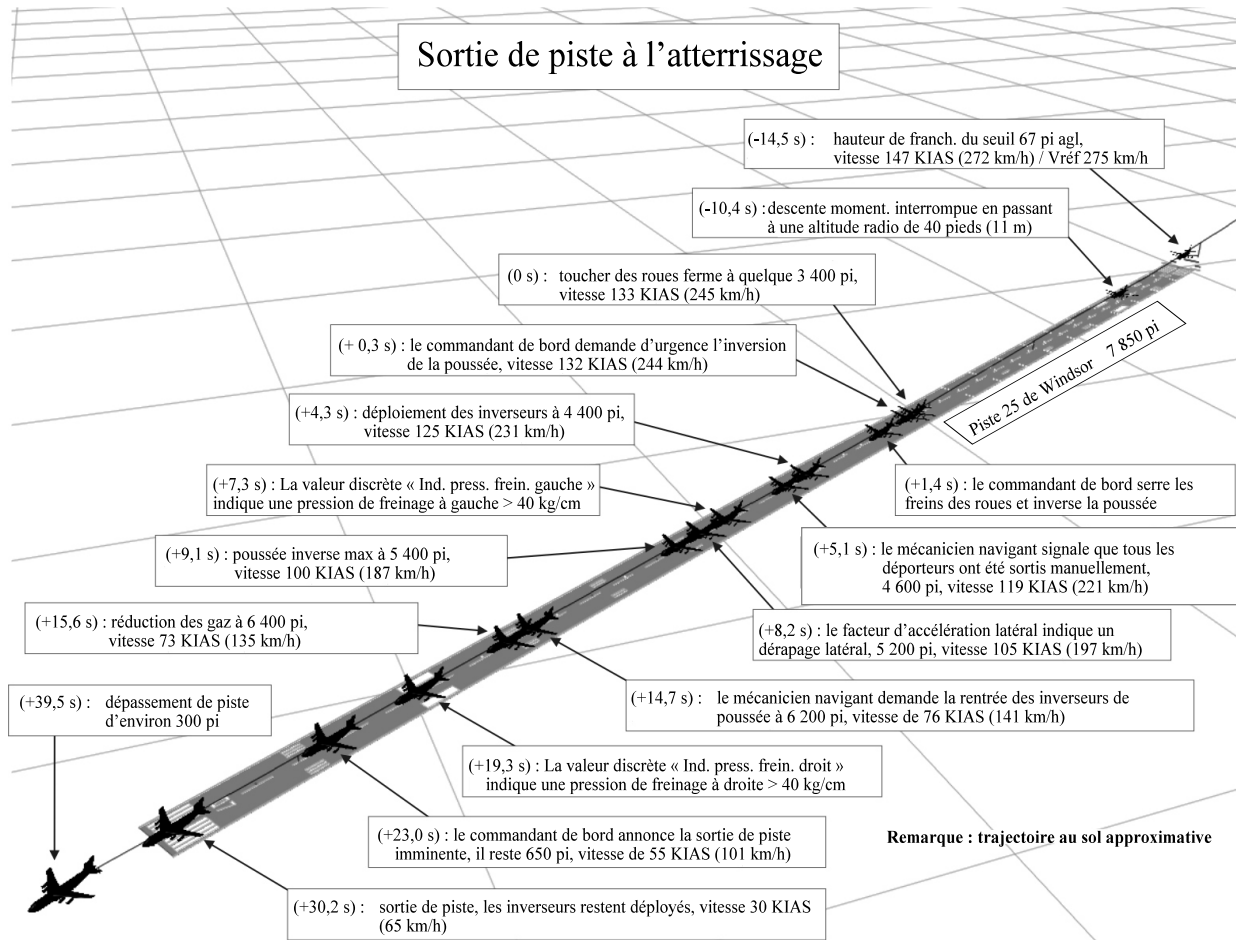 Sortie de piste à l'atterrissage
(-14,5 s) : hauteur de franch. du seuil 67 pi agl,
vitesse 147 KIAS (272 km/h) / Vréf 275 km/h
(-10,4 s) : descente moment. interrompue en passant
à une altitude radio de 40 pieds (11 m)
(0 s) : toucher des roues ferme à quelque 3 400 pi,
vitesse 133 KIAS (245 km/h)
(+ 0,3 s) : le commandant de bord demande d'urgence l'inversion
de la poussée, vitesse 132 KIAS (244 km/h)
Piste 25 de Windsor 7 850 pi
(+4,3 s) : déploiement des inverseurs à 4 400 pi,
vitesse 125 KIAS (231 km/h)
(+7,3 s) : La valeur discrète « Ind. press. frein. gauche »
indique une pression de freinage à gauche > 40 kg/cm
(+1,4 s) : le commandant de bord serre les
freins des roues et inverse la poussée
(+9,1 s) : poussée inverse max à 5 400 pi,
vitesse 100 KIAS (187 km/h)
(+5,1 s) : le mécanicien navigant signale que tous les
déporteurs ont été sortis manuellement,
4 600 pi, vitesse 119 KIAS (221 km/h)
(+15,6 s) : réduction des gaz à 6 400 pi,
vitesse 73 KIAS (135 km/h)
(+8,2 s) : le facteur d'accélération latéral indique un
dérapage latéral, 5 200 pi, vitesse 105 KIAS (197 km/h)
(+39,5 s) : dépassement de piste
d'environ 300 pi
(+14,7 s) : le mécanicien navigant demande la rentrée des inverseurs de
poussée à 6 200 pi, vitesse de 76 KIAS (141 km/h)
(+19,3 s) : La valeur discrète « Ind. press. frein. droit »
indique une pression de freinage à droite > 40 kg/cm
(+23,0 s) : le commandant de bord annonce la sortie de piste
imminente, il reste 650 pi, vitesse de 55 KIAS (101 km/h)
Remarque : trajectoire au sol approximative
(+30,2 s) : sortie de piste, les inverseurs restent déployés, vitesse 30 KIAS
(65 km/h)